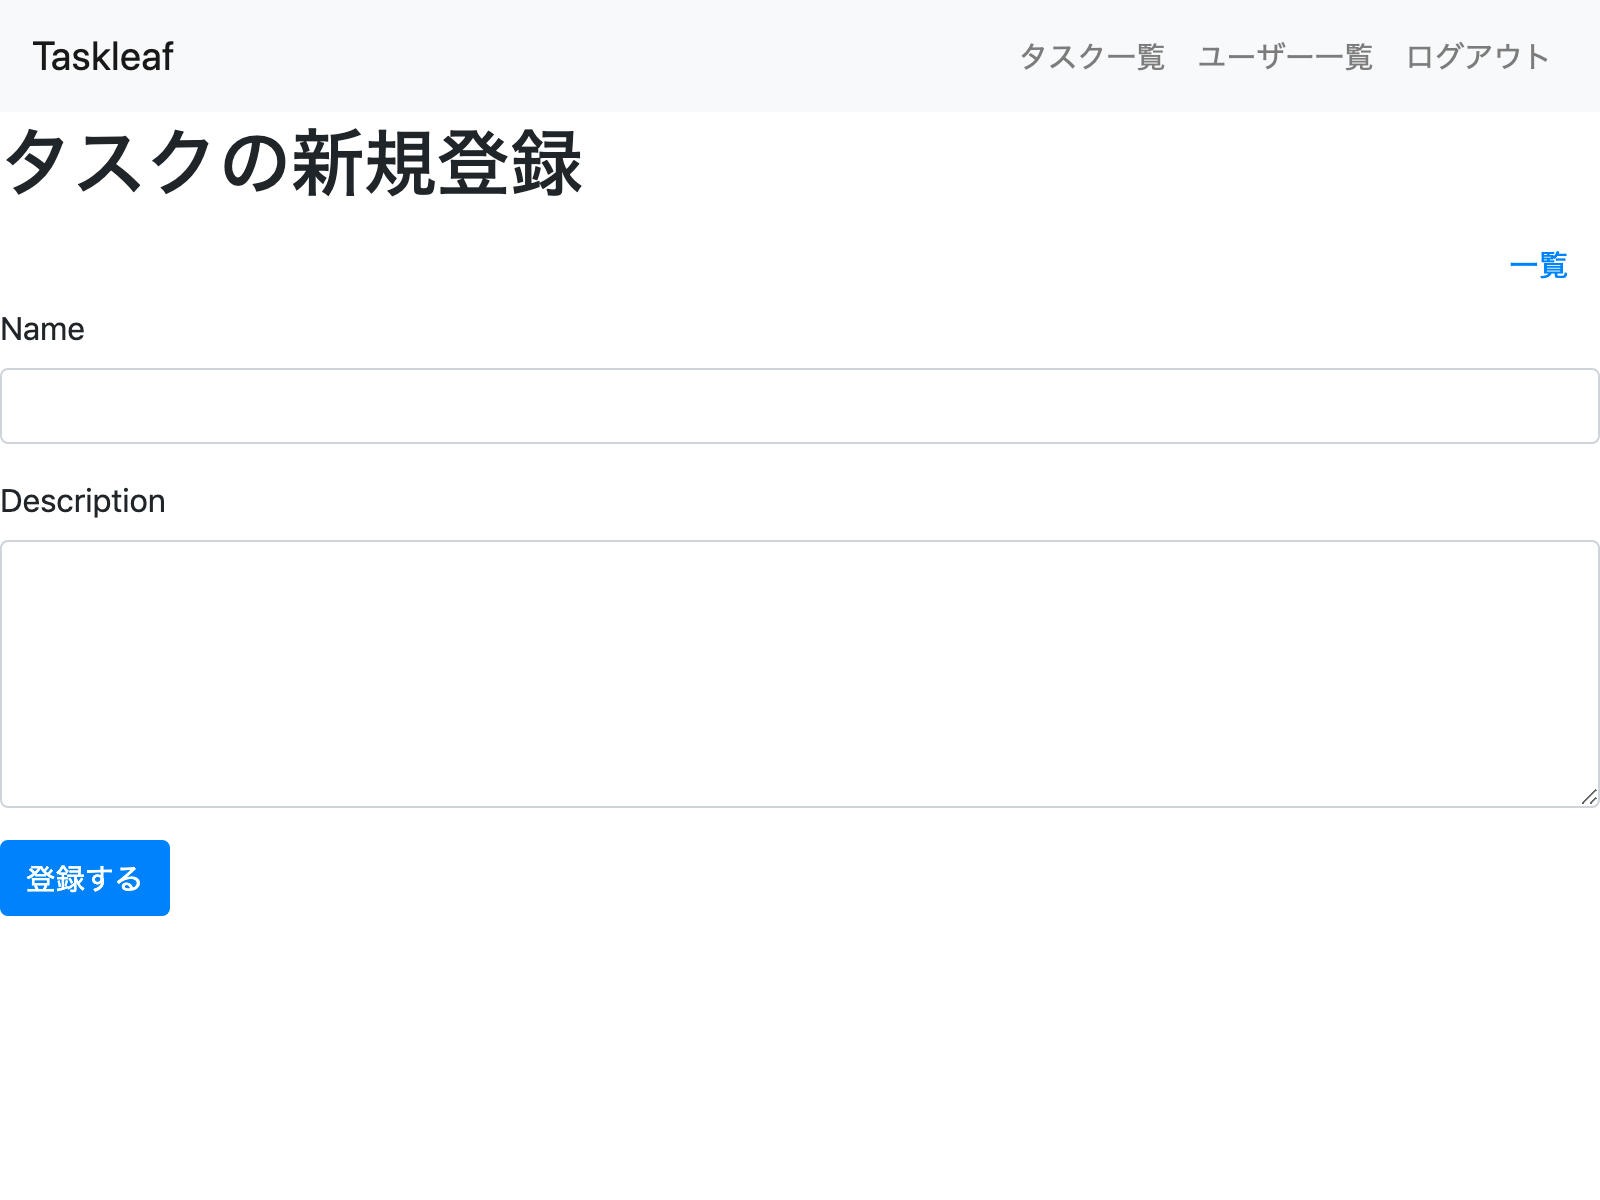 Taskleaf タスク一覧 ユーザー一覧 ログアウト
タスクの新規登録
一覧
Name
Description
登録する